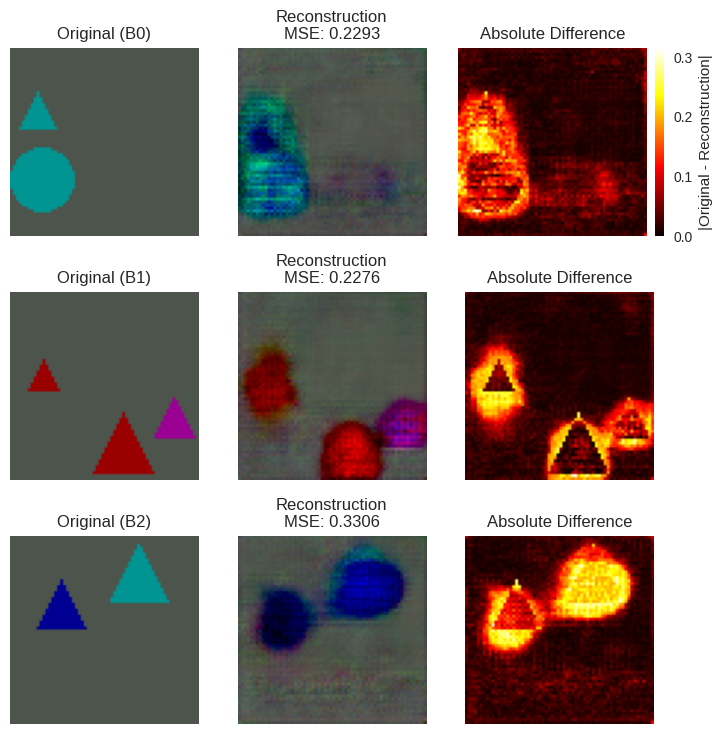 Original (B0)
Reconstruction
MSE: 0.2293
Absolute Difference
0.3
0.2
0.1
0.0
|Original - Reconstruction|
Original (B1)
Reconstruction
MSE: 0.2276
Absolute Difference
Original (B2)
Reconstruction
MSE: 0.3306
Absolute Difference